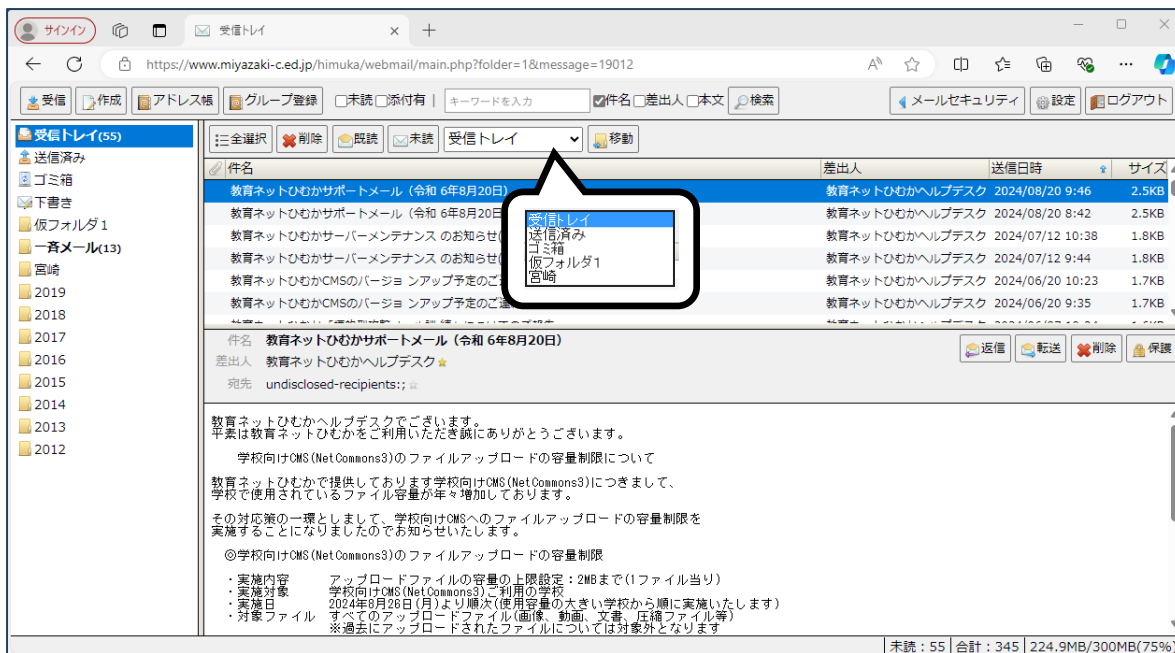 サインイン
受信トレイ
https://www.miyazaki-c.ed.jp/himuka/webmail/main.php?folder=1&message=19012
受信 作成 アドレス帳 グループ登録 未読 添付有 | キーワードを入力 件名 差出人 本文 検索 メールセキュリティ 設定 ログアウト
受信トレイ(55)
送信済み
ゴミ箱
下書き
仮フォルダ1
一斉メール(13)
宮崎
2019
2018
2017
2016
2015
2014
2013
2012
全選択 削除 既読 未読 受信トレイ 移動
件名 差出人 送信日時 サイズ
教育ネットひむかサポートメール(令和 6年8月20日) 教育ネットひむかヘルプデスク 2024/08/20 9:46 2.5KB
教育ネットひむかサポートメール(令和 6年8月20日 教育ネットひむかヘルプデスク 2024/08/20 8:42 2.5KB
教育ネットひむかサーバーメンテナンス のお知らせ( 教育ネットひむかヘルプデスク 2024/07/12 10:38 1.8KB
教育ネットひむかサーバーメンテナンス のお知らせ( 教育ネットひむかヘルプデスク 2024/07/12 9:44 1.8KB
教育ネットひむかCMSのバージョ ンアップ予定のご連 教育ネットひむかヘルプデスク 2024/06/20 10:23 1.7KB
教育ネットひむかCMSのバージョ ンアップ予定のご連 教育ネットひむかヘルプデスク 2024/06/20 9:35 1.7KB
受信トレイ
送信済み
ゴミ箱
仮フォルダ1
宮崎
件名 教育ネットひむかサポートメール(令和 6年8月20日)
差出人 教育ネットひむかヘルプデスク
宛先 undisclosed-recipients:;
返信 転送 削除 保護
教育ネットひむかヘルプデスクでございます。
平素は教育ネットひむかをご利用いただき誠にありがとうございます。
学校向けCMS(NetCommons3)のファイルアップロードの容量制限について
教育ネットひむかで提供しております学校向けCMS(NetCommons3)につきまして、
学校で使用されているファイル容量が年々増加しております。
その対応策の一環としまして、学校向けCMSへのファイルアップロードの容量制限を
実施することになりましたのでお知らせいたします。
◎学校向けCMS(NetCommons3)のファイルアップロードの容量制限
・実施内容 アップロードファイルの容量の上限設定:2MBまで(1ファイル当り)
・実施対象 学校向けCMS(NetCommons3)ご利用の学校
・実施日 2024年8月26日(月)より順次(使用容量の大きい学校から順に実施いたします)
・対象ファイル すべてのアップロードファイル(画像、動画、文書、圧縮ファイル等)
※過去にアップロードされたファイルについては対象外となります
未読:55 合計:345 224.9MB/300MB(75%)